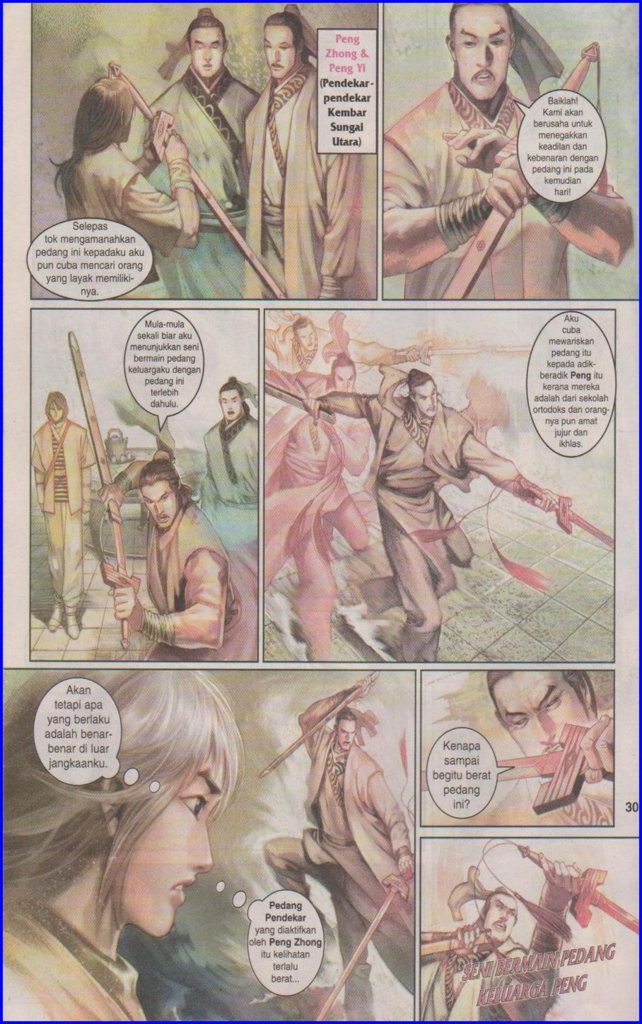 Peng
Zhong & 
Peng YI
(Pendekar-
pendekar
Kembar
Sungai
Utara)
Selepas
tok mengamanahkan
pedang ini kepadaku aku
pun cuba mencari orang
yang layak memiliki-
nya.
Baiklah!
Kami akan
berusaha untuk
menegakkan
keadilan dan
kebenaran dengan
pedang ini pada
kemudian
hari!
Mula-mula
sekali biar aku
menunjukkan seni
bermain pedang
keluargaku dengan
pedang ini
terlebih
dahulu.
Aku
cuba
mewariskan
pedang itu
kepada adik-
beradik Peng itu
kerana mereka
adalah dari sekolah
ortodoks dan orang-
nya pun amat
jujur dan
ikhlas.
Akan
tetapi apa
yang berlaku
adalah benar-
benar di luar
jangkaanku.
Pedang
Pendekar
yang diaktifkan
oleh Peng Zhong
itu kelihatan
terlalu
berat...
Kenapa
sampai
begitu berat
pedang
ini?
30
SENI BERMAIN PEDANG
KELUARGA PENG